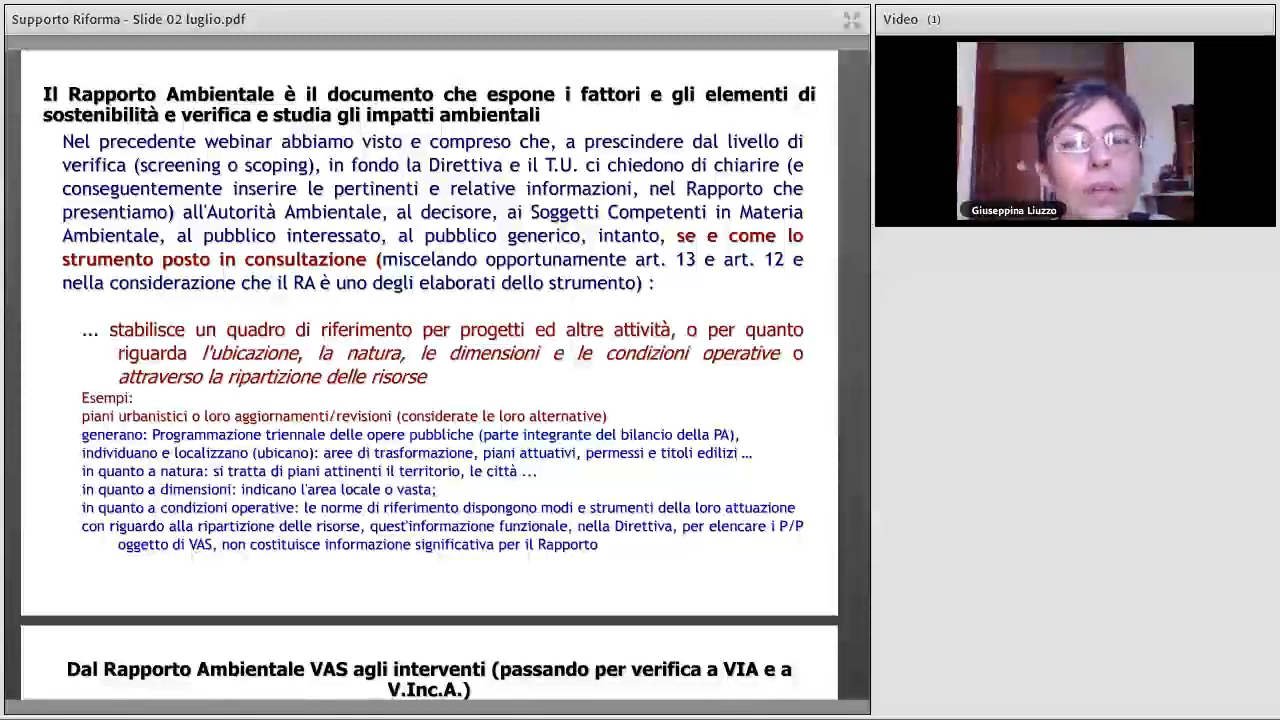 Supporto Riforma - Slide 02 luglio.pdf
Video (1)
Il Rapporto Ambientale è il documento che espone i fattori e gli elementi di
sostenibilità e verifica e studia gli impatti ambientali
Nel precedente webinar abbiamo visto e compreso che, a prescindere dal livello di
verifica (screening o scoping), in fondo la Direttiva e il T.U. ci chiedono di chiarire (e
conseguentemente inserire le pertinenti e relative informazioni, nel Rapporto che
presentiamo) all'Autorità Ambientale, al decisore, ai Soggetti Competenti in Materia
Ambientale, al pubblico interessato, al pubblico generico, intanto, se e come lo
strumento posto in consultazione (miscelando opportunamente art. 13 e art. 12 e
nella considerazione che il RA è uno degli elaborati dello strumento) :
... stabilisce un quadro di riferimento per progetti ed altre attività, o per quanto
riguarda l'ubicazione, la natura, le dimensioni e le condizioni operative o
attraverso la ripartizione delle risorse
Esempi:
piani urbanistici o loro aggiornamenti/revisioni (considerate le loro alternative)
generano: Programmazione triennale delle opere pubbliche (parte integrante del bilancio della PA),
individuano e localizzano (ubicano): aree di trasformazione, piani attuativi, permessi e titoli edilizi …
in quanto a natura: si tratta di piani attinenti il territorio, le città ...
in quanto a dimensioni: indicano l'area locale o vasta;
in quanto a condizioni operative: le norme di riferimento dispongono modi e strumenti della loro attuazione
con riguardo alla ripartizione delle risorse, quest'informazione funzionale, nella Direttiva, per elencare i P/P
oggetto di VAS, non costituisce informazione significativa per il Rapporto
Dal Rapporto Ambientale VAS agli interventi (passando per verifica a VIA e a
V.Inc.A.)
Giuseppina Liuzzo